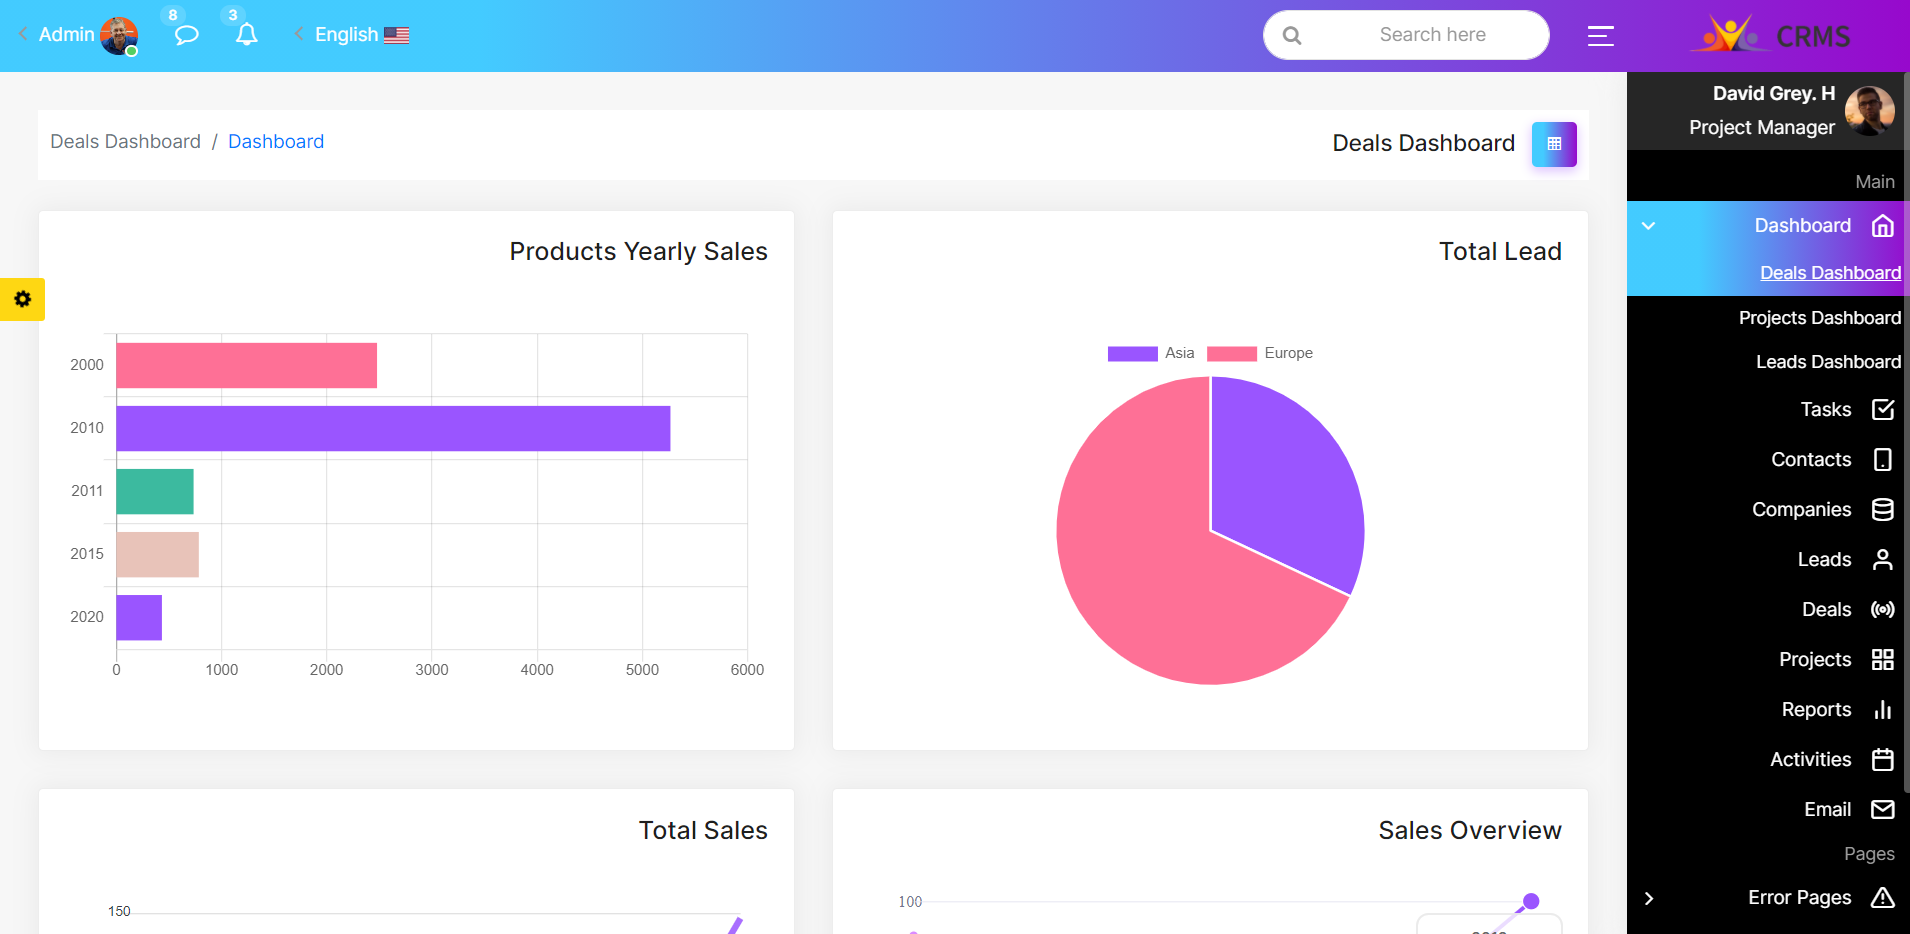 Admin
8
3
English
Search here
CRMS
Deals Dashboard / Dashboard
Deals Dashboard
David Grey. H
Project Manager
Main
Dashboard
Deals Dashboard
Projects Dashboard
Leads Dashboard
Tasks
Contacts
Companies
Leads
Deals
Projects
Reports
Activities
Email
Pages
Error Pages
Products Yearly Sales
2000
2010
2011
2015
2020
0 1000 2000 3000 4000 5000 6000
Total Lead
Asia Europe
Total Sales
150
Sales Overview
100